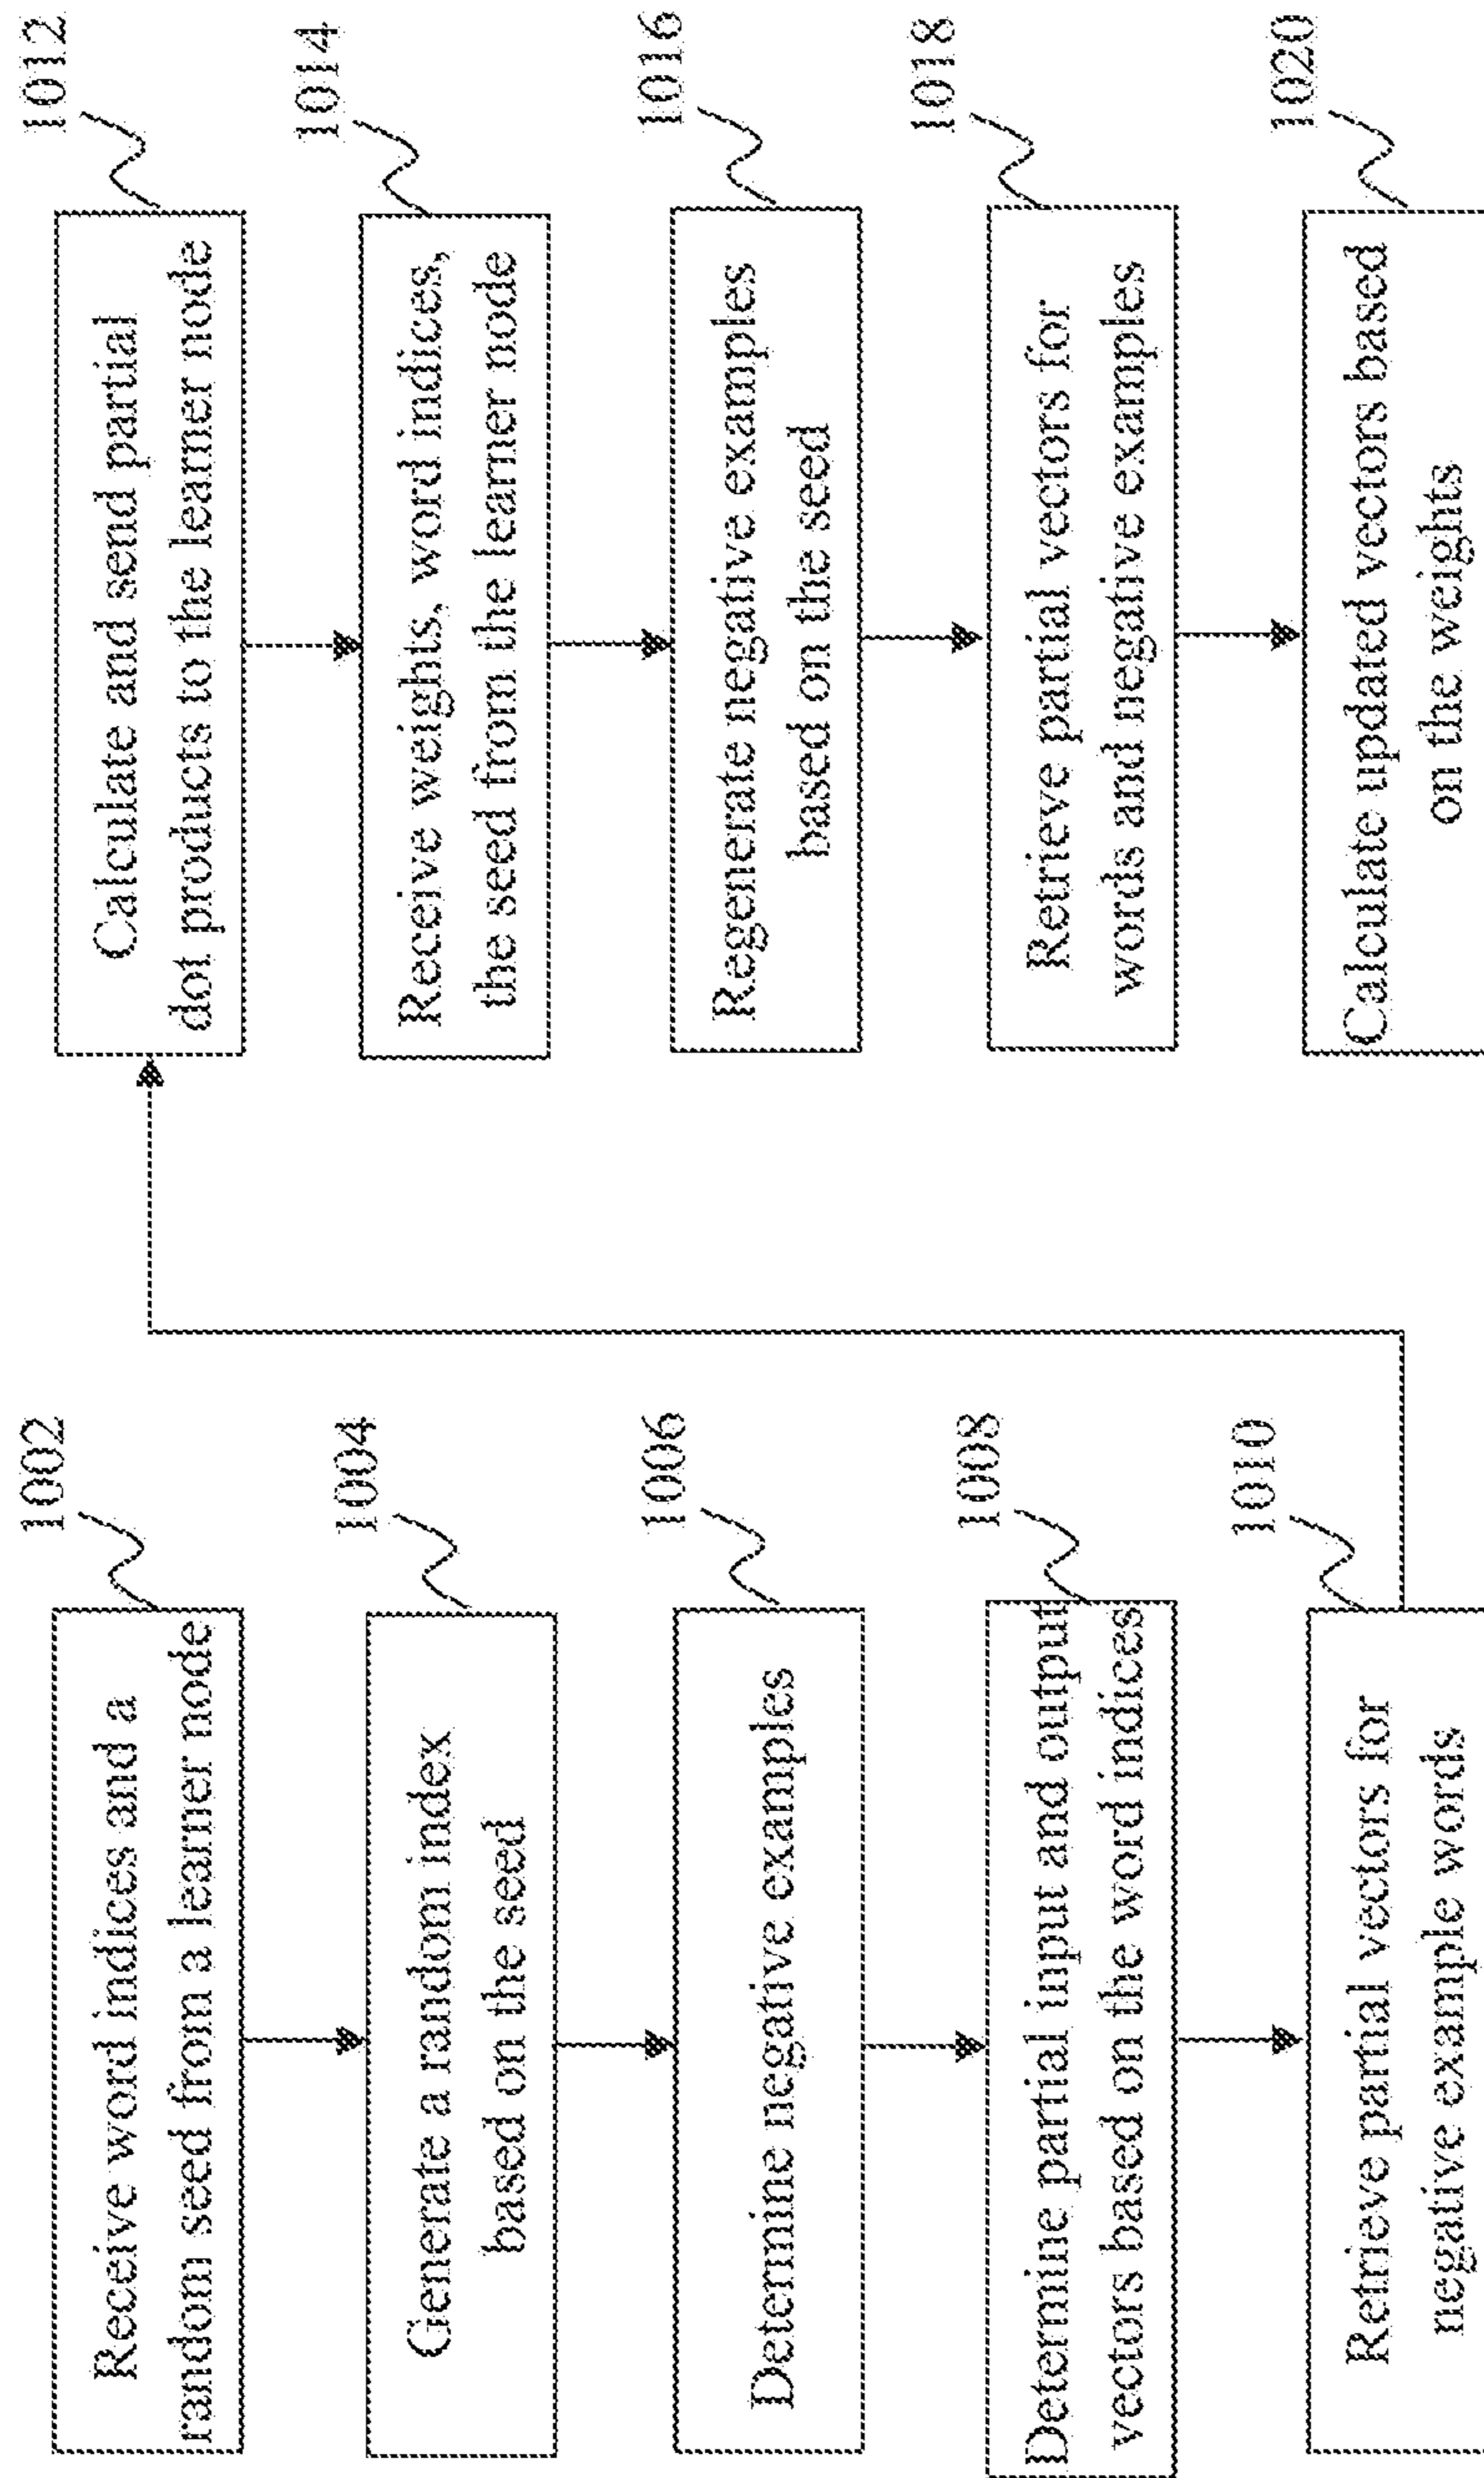 1002
Receive word indices and a
random seed from a learner node
1004
Generate a random index
based on the seed
1006
Determine negative examples
1008
Determine partial input and output
vectors based on the word indices
1010
Retrieve partial vectors for
negative example words
1012
Calculate and send partial
dot products to the learner node
1014
Receive weights, word indices,
the seed from the learner node
1016
Regenerate negative examples
based on the seed
1018
Retrieve partial vectors for
words and negative examples
1020
Calculate updated vectors based
on the weights